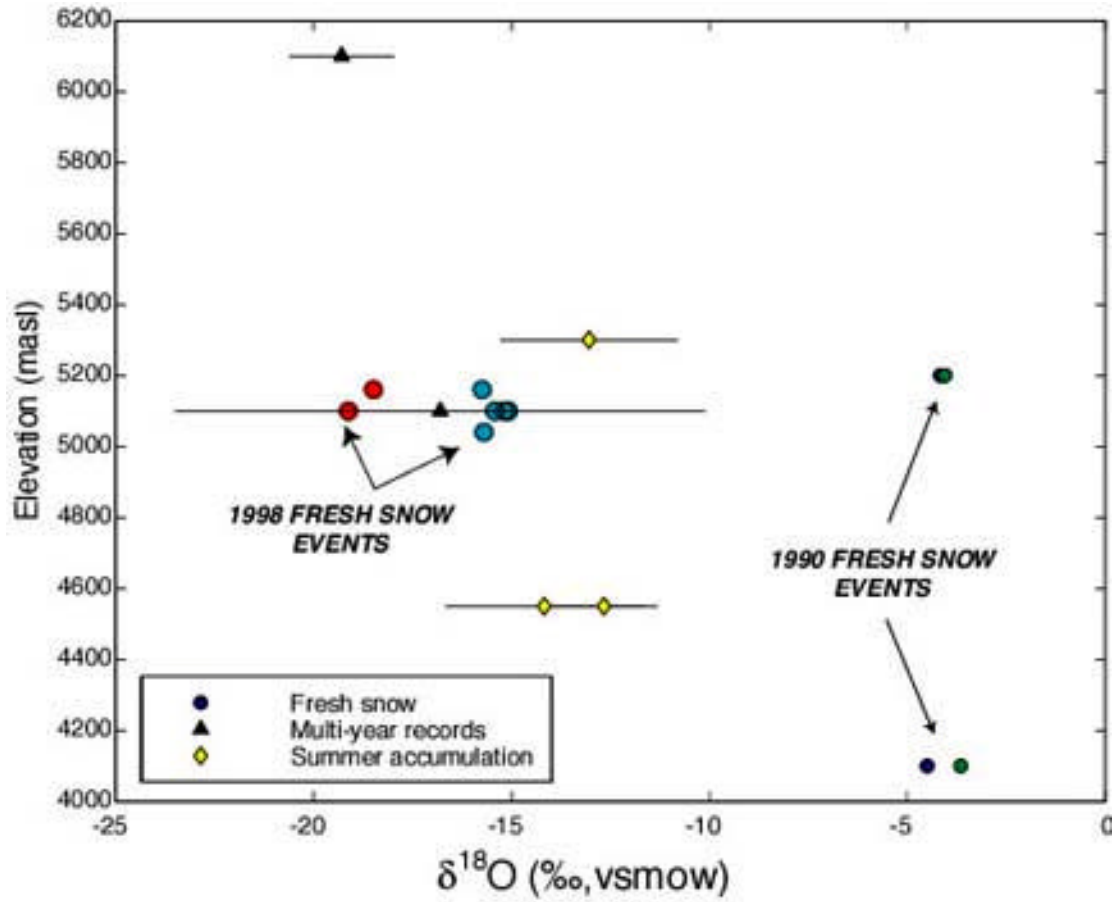 6200
6000
5800
5600
5400
5200
5000
4800
4600
4400
4200
4000
Elevation (masl)
1998 FRESH SNOW
EVENTS
1990 FRESH SNOW
EVENTS
Fresh snow
Multi-year records
Summer accumulation
-25
-20
-15
-10
-5
0
δ¹⁸O (‰,vsmow)